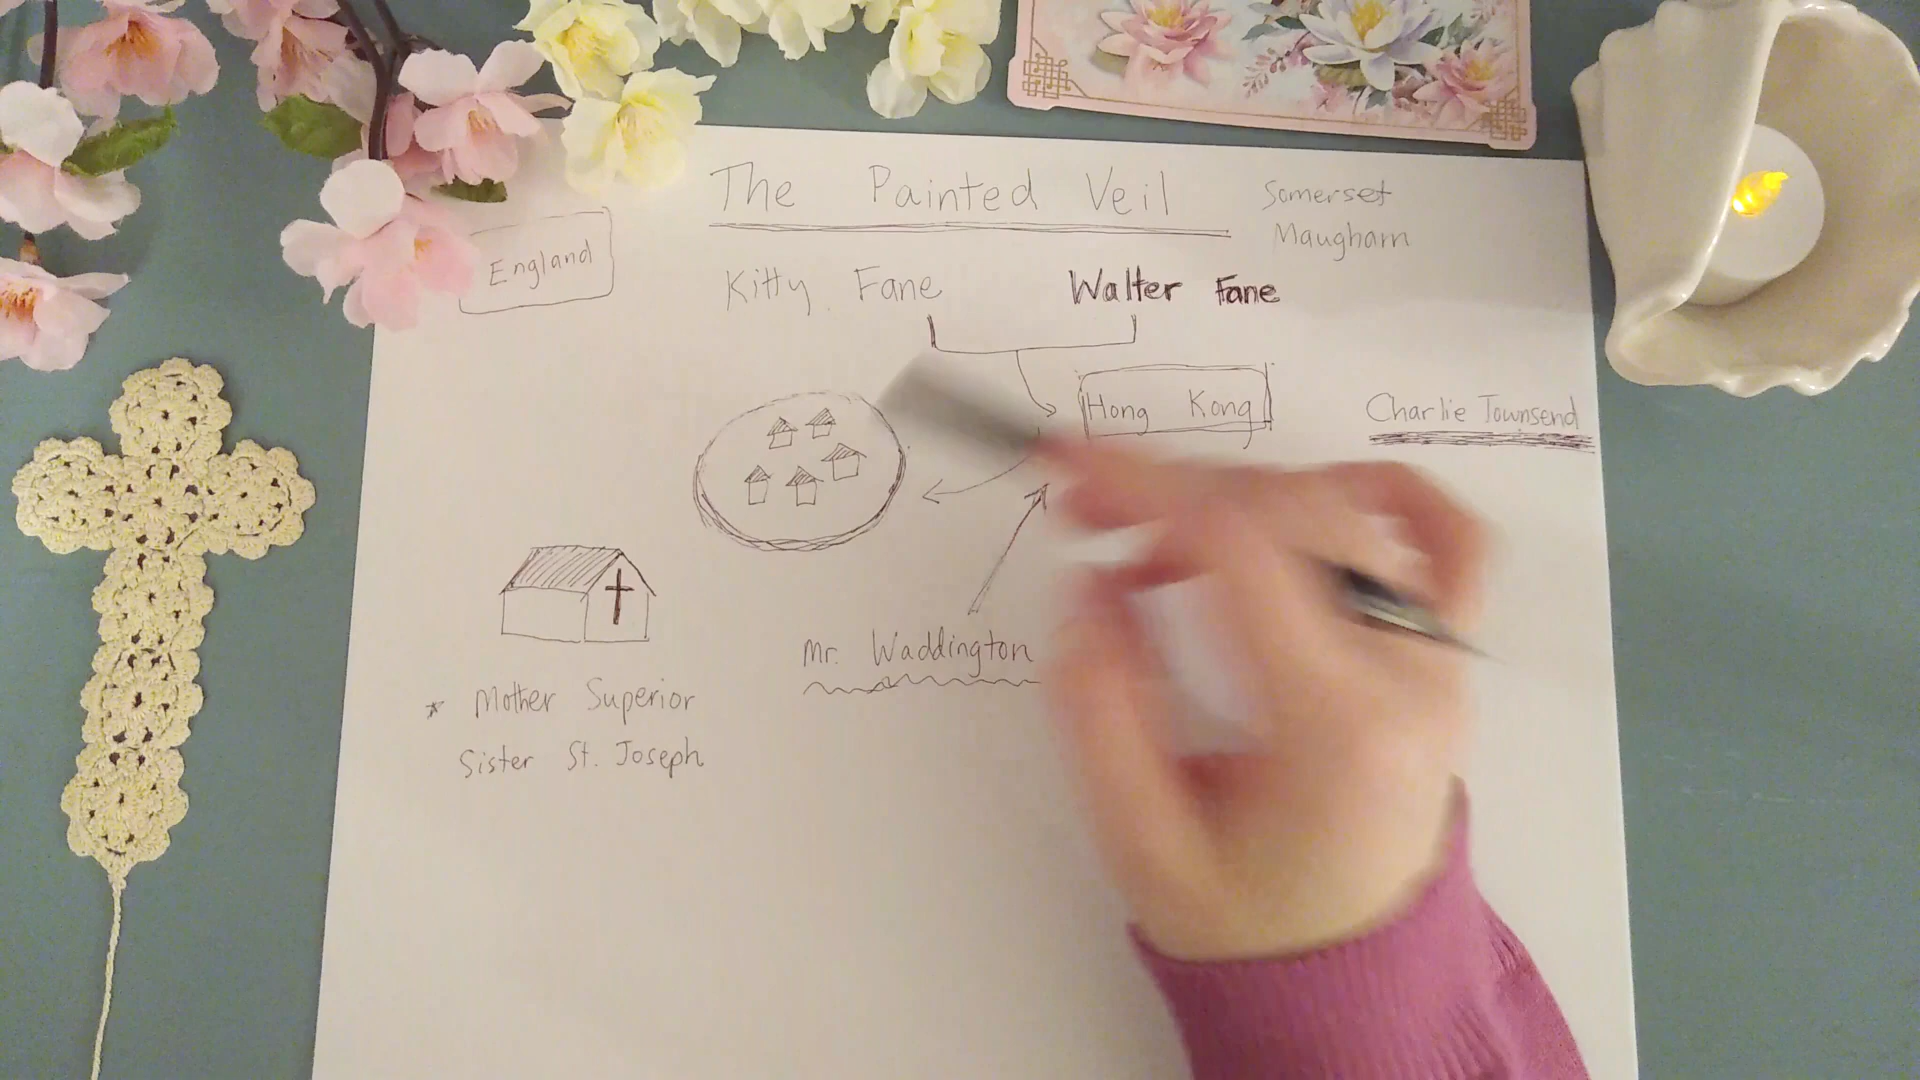 The Painted Veil
Somerset
Maugham
England
Kitty Fane
Walter Fane
Hong Kong
Charlie Townsend
Mr. Waddington
* Mother Superior
Sister St. Joseph